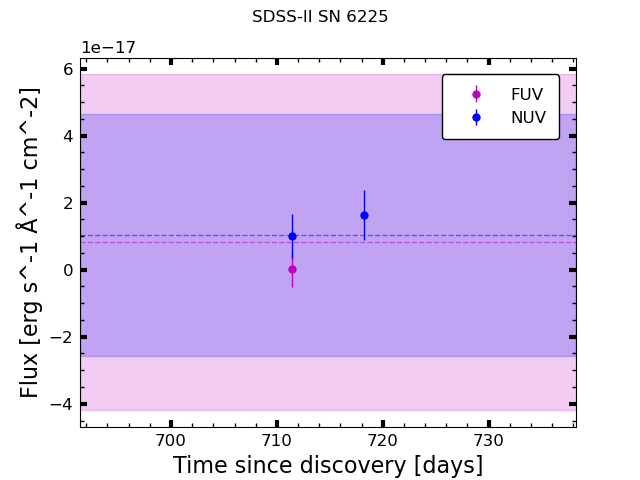 SDSS-II SN 6225
1e−17
FUV
NUV
6
4
2
0
−2
−4
Flux [erg s^-1 Å^-1 cm^-2]
700
710
720
730
Time since discovery [days]